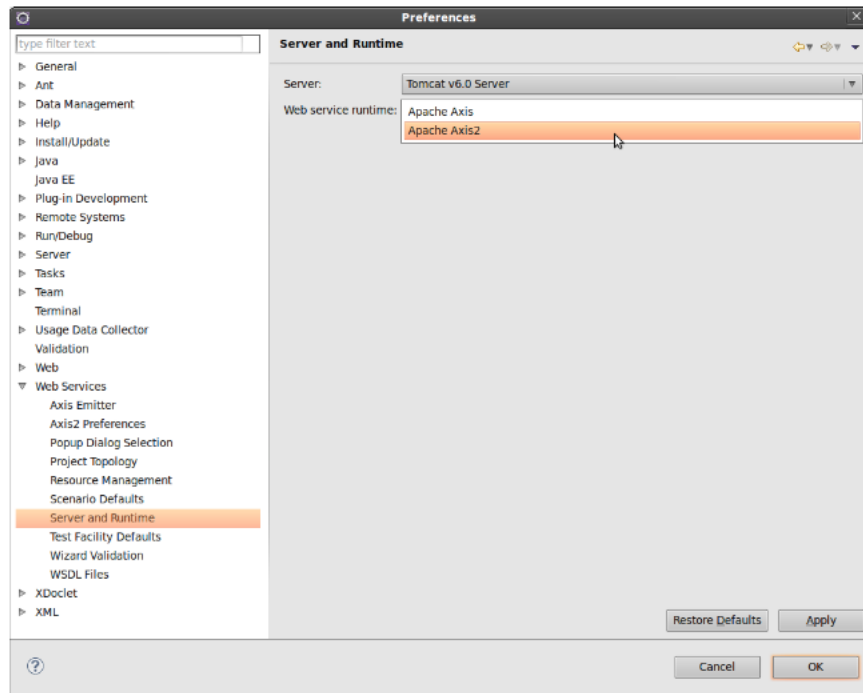 Preferences
type filter text
General
Ant
Data Management
Help
Install/Update
Java
Java EE
Plug-in Development
Remote Systems
Run/Debug
Server
Tasks
Team
Terminal
Usage Data Collector
Validation
Web
Web Services
Axis Emitter
Axis2 Preferences
Popup Dialog Selection
Project Topology
Resource Management
Scenario Defaults
Server and Runtime
Test Facility Defaults
Wizard Validation
WSDL Files
XDoclet
XML
Server and Runtime
Server: Tomcat v6.0 Server
Web service runtime: Apache Axis
Apache Axis2
Restore Defaults Apply
? Cancel OK